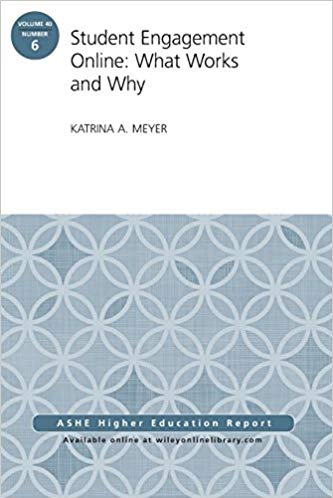 VOLUME 40
NUMBER
6
Student Engagement
Online: What Works
and Why
KATRINA A. MEYER
ASHE Higher Education Report
Available online at wileyonlinelibrary.com